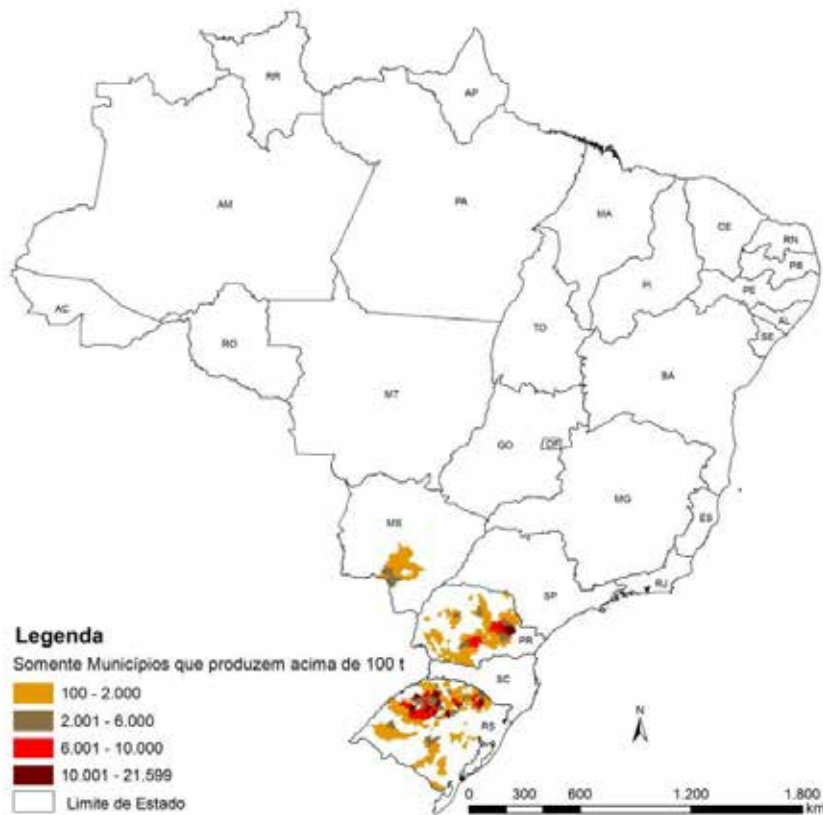 RR
AP
AM
PA
MA
CE
RN
PB
PI
PE
AL
SE
AC
TO
RO
BA
MT
GO
DF
MG
ES
MS
SP
RJ
PR
SC
RS
Legenda
Somente Municípios que produzem acima de 100 t
100 - 2.000
2.001 - 6.000
6.001 - 10.000
10.001 - 21.599
Limite de Estado
N
0 300 600 1.200 1.800
km